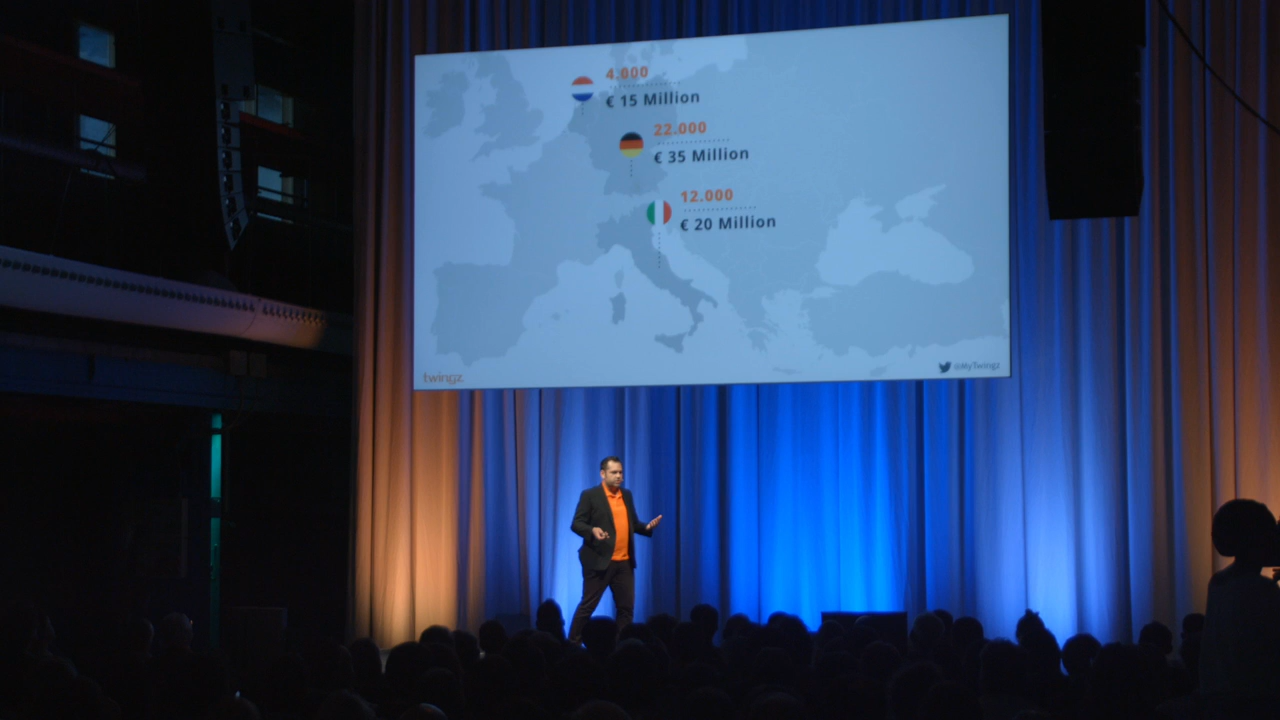 4.000
€ 15 Million
22.000
€ 35 Million
12.000
€ 20 Million
twingz
@MyTwingz